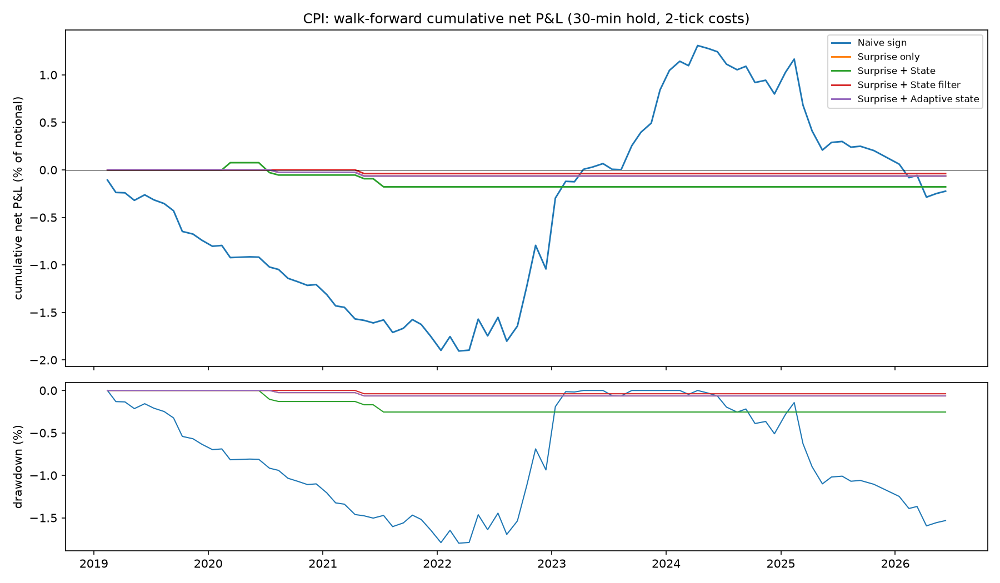 CPI: walk-forward cumulative net P&L (30-min hold, 2-tick costs)
Naive sign
Surprise only
Surprise + State
Surprise + State filter
Surprise + Adaptive state
cumulative net P&L (% of notional)
1.0
0.5
0.0
−0.5
−1.0
−1.5
−2.0
drawdown (%)
0.0
−0.5
−1.0
−1.5
2019 2020 2021 2022 2023 2024 2025 2026